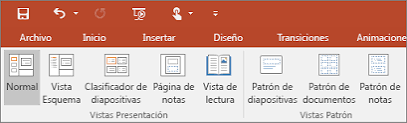 Archivo Inicio Insertar Diseño Transiciones Animacione
Normal Vista Esquema Clasificador de diapositivas Página de notas Vista de lectura Patrón de diapositivas Patrón de documentos Patrón de notas
Vistas Presentación Vistas Patrón